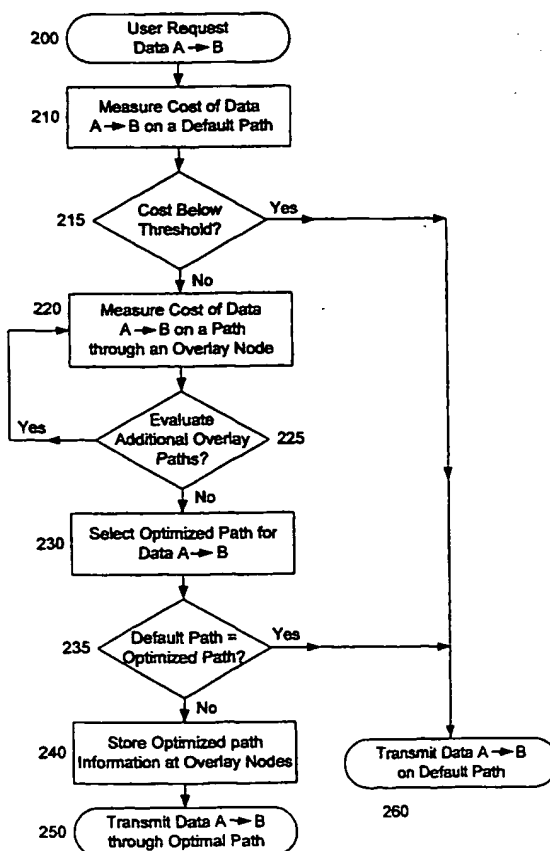 200
User Request
Data A → B
210
Measure Cost of Data
A → B on a Default Path
215
Cost Below
Threshold?
Yes
No
220
Measure Cost of Data
A → B on a Path
through an Overlay Node
Yes
Evaluate
Additional Overlay
Paths?
225
No
230
Select Optimized Path for
Data A → B
235
Default Path =
Optimized Path?
Yes
No
240
Store Optimized path
Information at Overlay Nodes
Transmit Data A → B
on Default Path
260
250
Transmit Data A → B
through Optimal Path